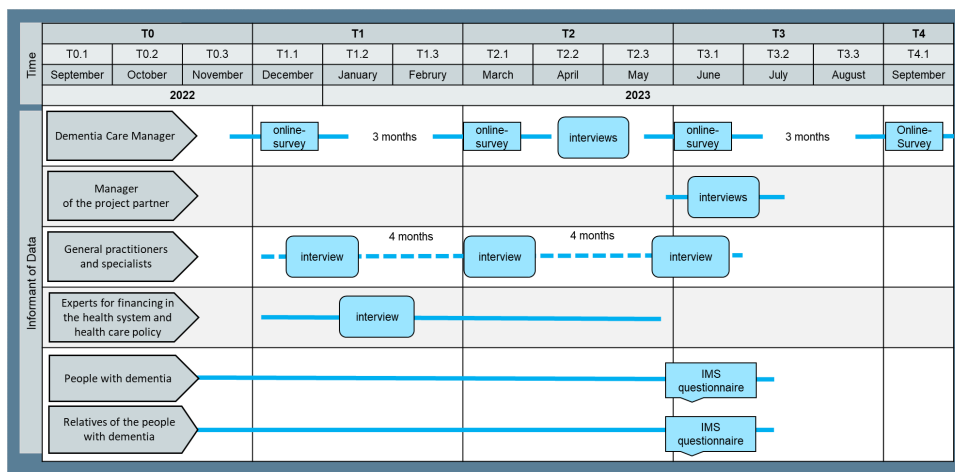 Time
T0 T1 T2 T3 T4
T0.1 T0.2 T0.3 T1.1 T1.2 T1.3 T2.1 T2.2 T2.3 T3.1 T3.2 T3.3 T4.1
September October November December January Februry March April May June July August September
2022 2023
Informant of Data
Dementia Care Manager
online-
survey
3 months
online-
survey
interviews
online-
survey
3 months
Online-
Survey
Manager
of the project partner
interviews
General practitioners
and specialists
interview
4 months
interview
4 months
interview
Experts for financing in
the health system and
health care policy
interview
People with dementia
IMS
questionnaire
Relatives of the people
with dementia
IMS
questionnaire